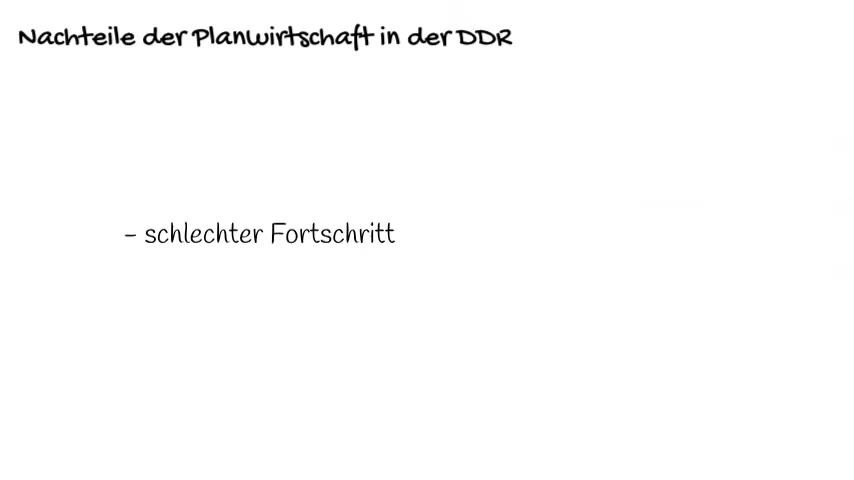 Nachteile der Planwirtschaft in der DDR
- schlechter Fortschritt